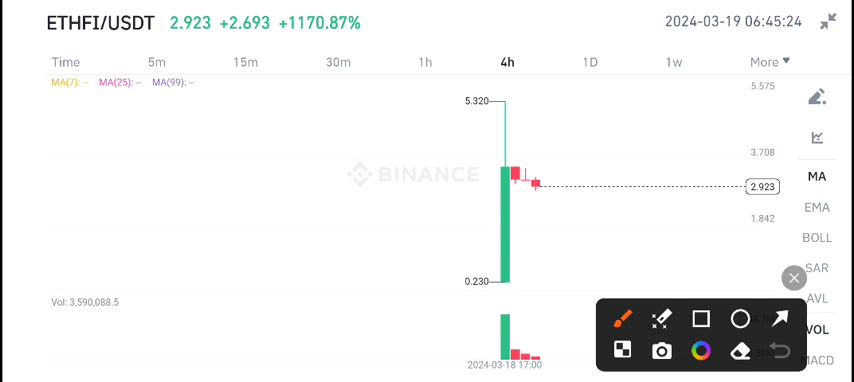 ETHFI/USDT 2.923 +2.693 +1170.87% 2024-03-19 06:45:24
Time 5m 15m 30m 1h 4h 1D 1w More
MA(7): -- MA(25): -- MA(99): --
5.575
5.320
3.708
BINANCE
MA
2.923
EMA
1.842
BOLL
SAR
0.230
AVL
Vol: 3,590,088.5
VOL
MACD
2024-03-18 17:00